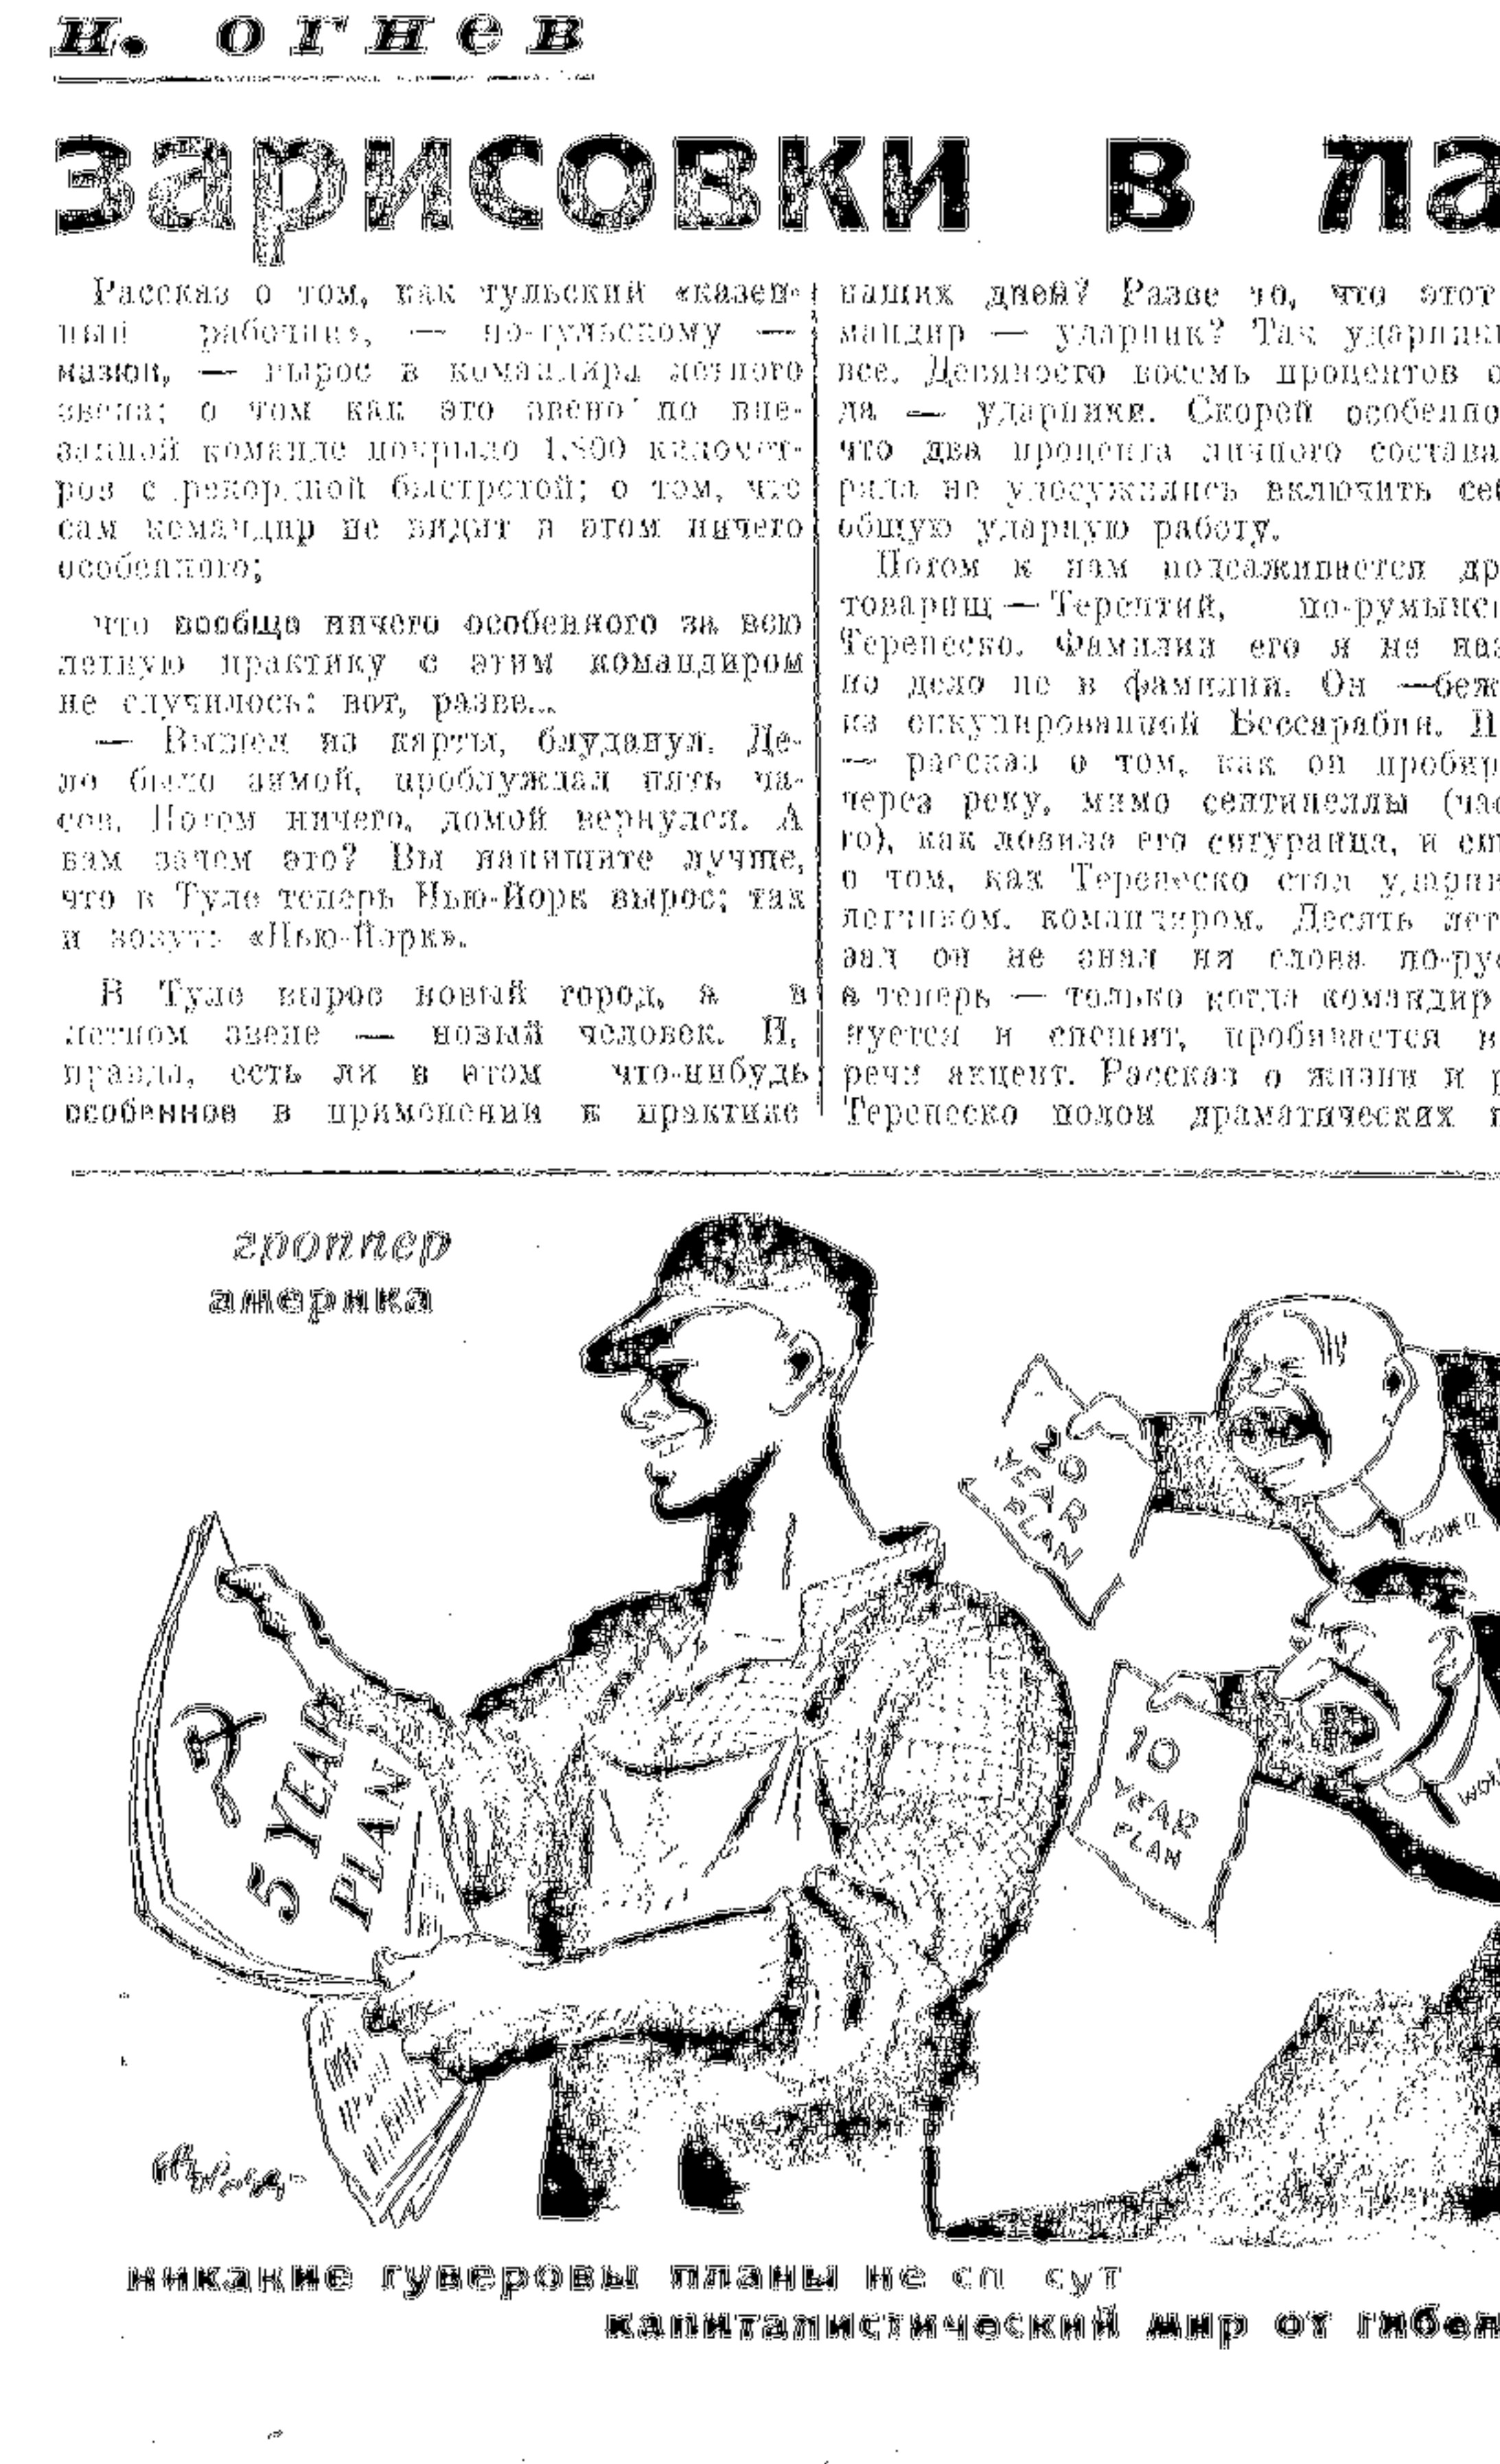 н. огнев
зарисовки в ла
Рассказ о том, как тульский «казен-
ный работник», — по-тульскому —
казюк, — вырос в командира летного
звена; о том как это звено по вне-
запной команде покрыло 1.800 километ-
ров с рекордной быстротой; о том, что
сам командир не видит в этом ничего
особенного;
что вообще ничего особенного за всю
летную практику с этим командиром
не случилось: вот, разве...
— Вышел из карты, блуданул. Де-
ло было зимой, проблуждал пять ча-
сов. Потом ничего, домой вернулся. А
вам зачем это? Вы напишите лучше,
что в Туле теперь Нью-Йорк вырос; так
и зовут: «Нью-Йорк».
В Туле вырос новый город, а в
летном звене — новый человек. И,
правда, есть ли в этом что-нибудь
особенное в применении к практике
наших дней? Разве то, что этот
мандир — ударник? Так ударники
все. Девяносто восемь процентов о
да — ударники. Скорей особенно
что два процента личного состава
ряда не удосужились включить себ
общую ударную работу.
Потом к нам подсаживается др
товарищ — Терентий, по-румынс
Теренеско. Фамилии его я не наз
но дело не в фамилии. Он — беж
из оккупированной Бессарабии. П
— рассказ о том, как он пробир
через реку, мимо сентинеллы (час
го), как ловила его сигуранца, и
о том, как Теренеско стал ударн
летчиком, командиром. Десять лет
зад он не знал ни слова по-рус
а теперь — только когда командир
нуется и спешит, пробивается в
речи акцент. Рассказ о жизни и р
Теренеско полон драматических п
гроппер
америка
NO
YEAR
PLAN
5 YEAR
PLAN
10
YEAR
PLAN
никакие гуверовы планы не сп сут
капиталистический мир от гибел